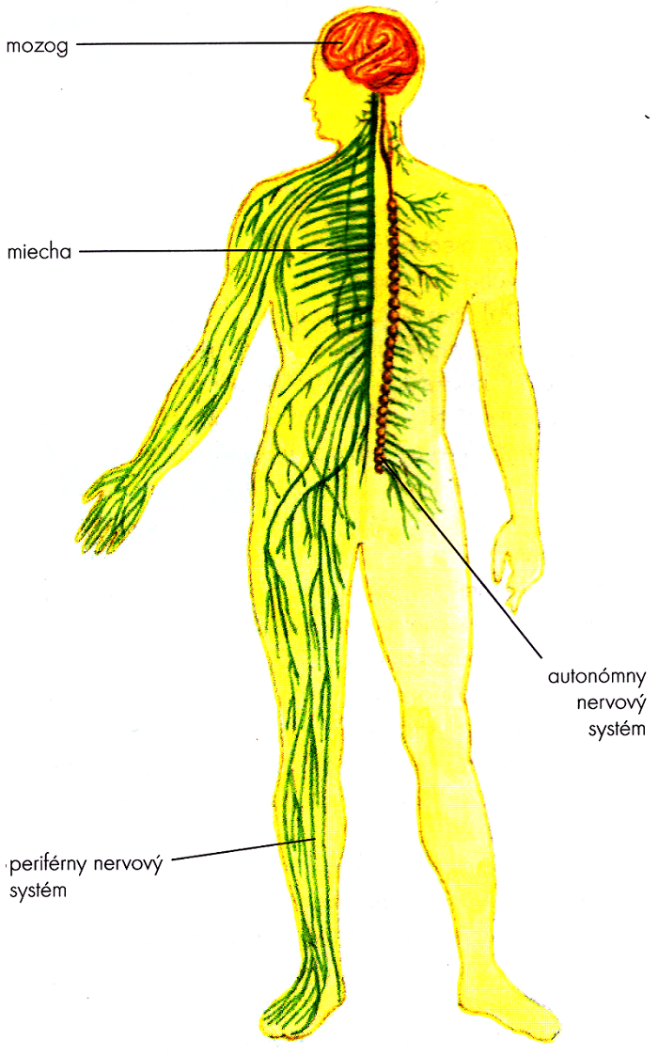 mozog
miecha
autonómny
nervový
systém
periférny nervový
systém